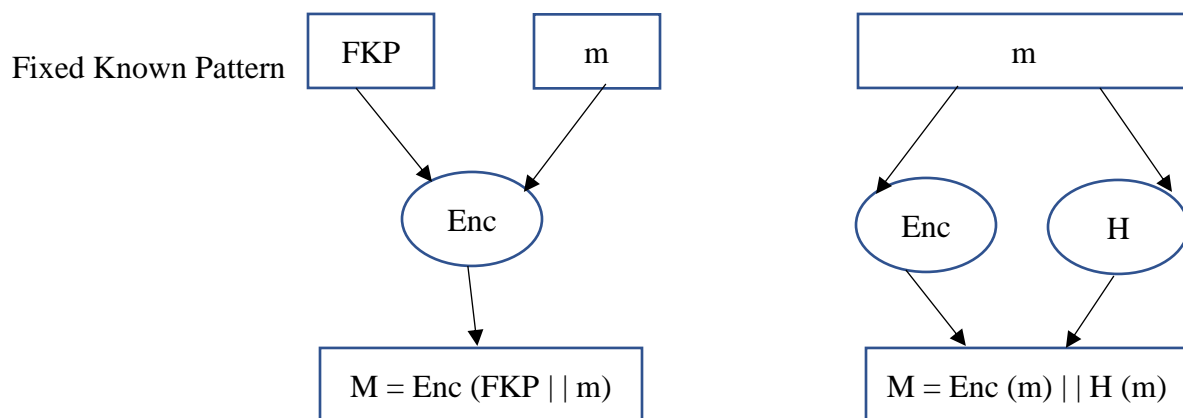 Fixed Known Pattern
FKP
m
m
Enc
Enc
H
M = Enc (FKP | | m)
M = Enc (m) | | H (m)